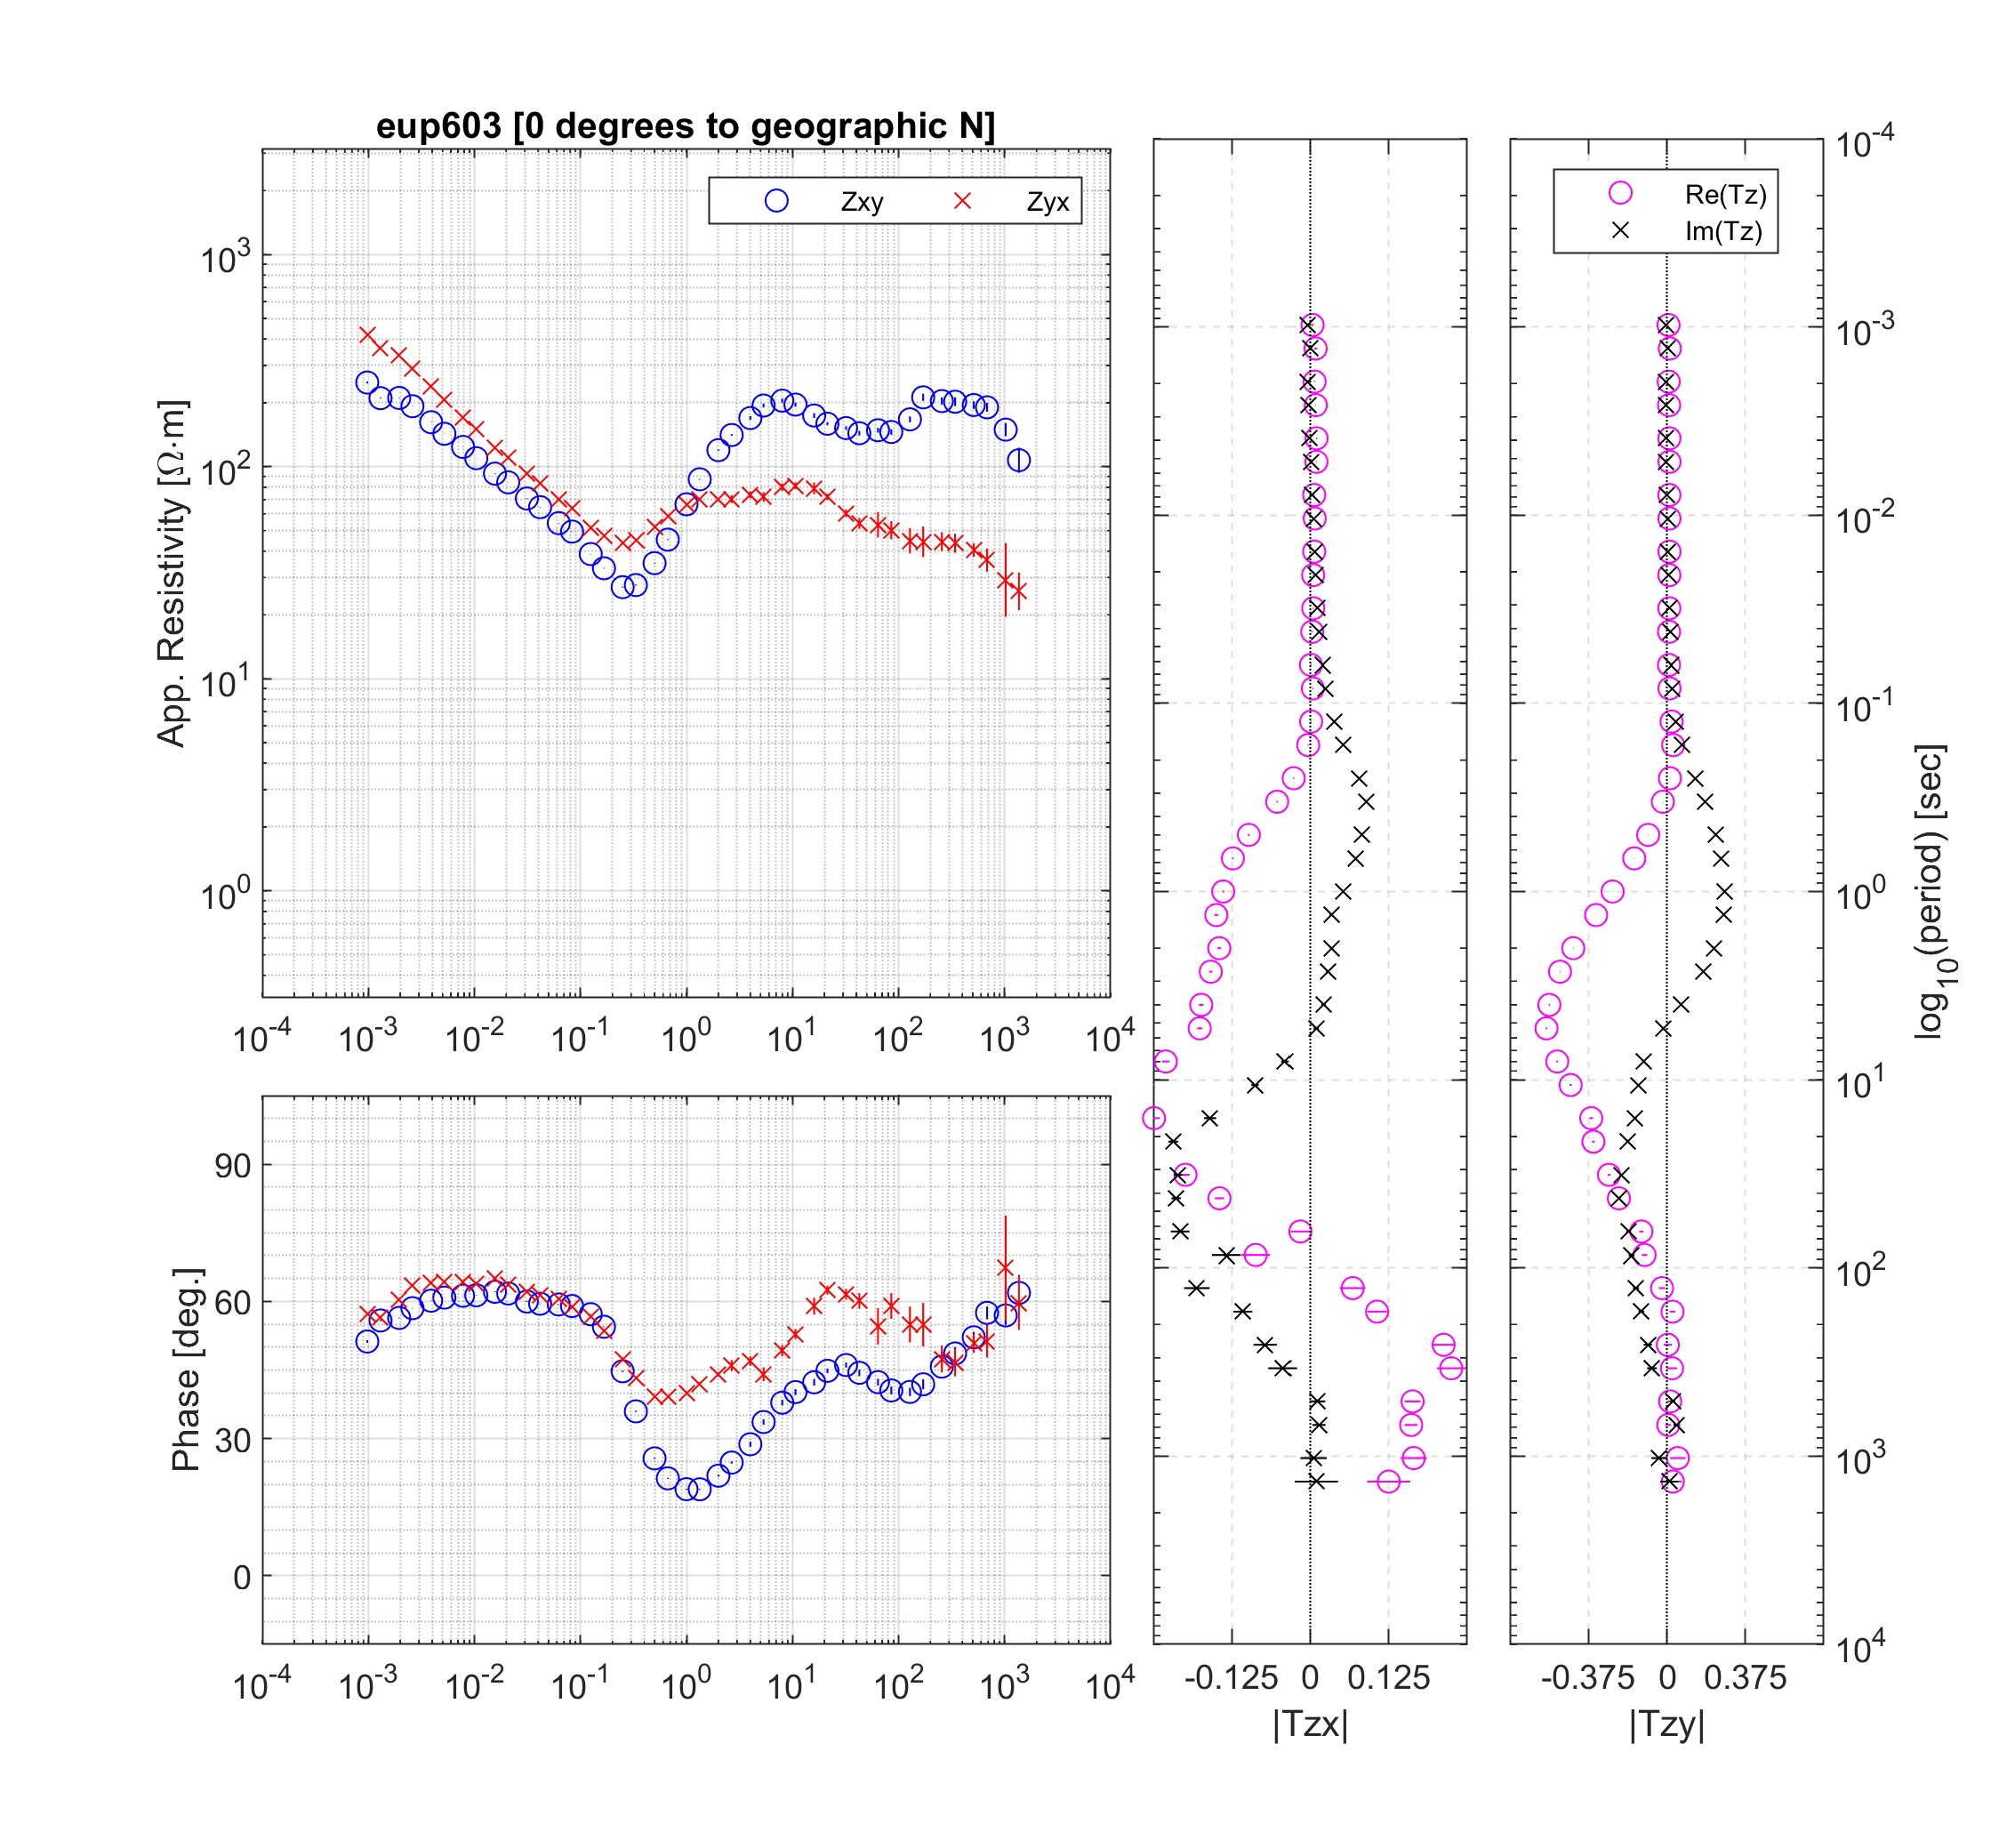 eup603 [0 degrees to geographic N]
Zxy Zyx
App. Resistivity [Ω·m]
10^3
10^2
10^1
10^0
10^-4 10^-3 10^-2 10^-1 10^0 10^1 10^2 10^3 10^4
Phase [deg.]
90
60
30
0
10^-4 10^-3 10^-2 10^-1 10^0 10^1 10^2 10^3 10^4
-0.125 0 0.125
|Tzx|
Re(Tz)
Im(Tz)
-0.375 0 0.375
|Tzy|
10^-4
10^-3
10^-2
10^-1
10^0
10^1
10^2
10^3
10^4
log_10(period) [sec]